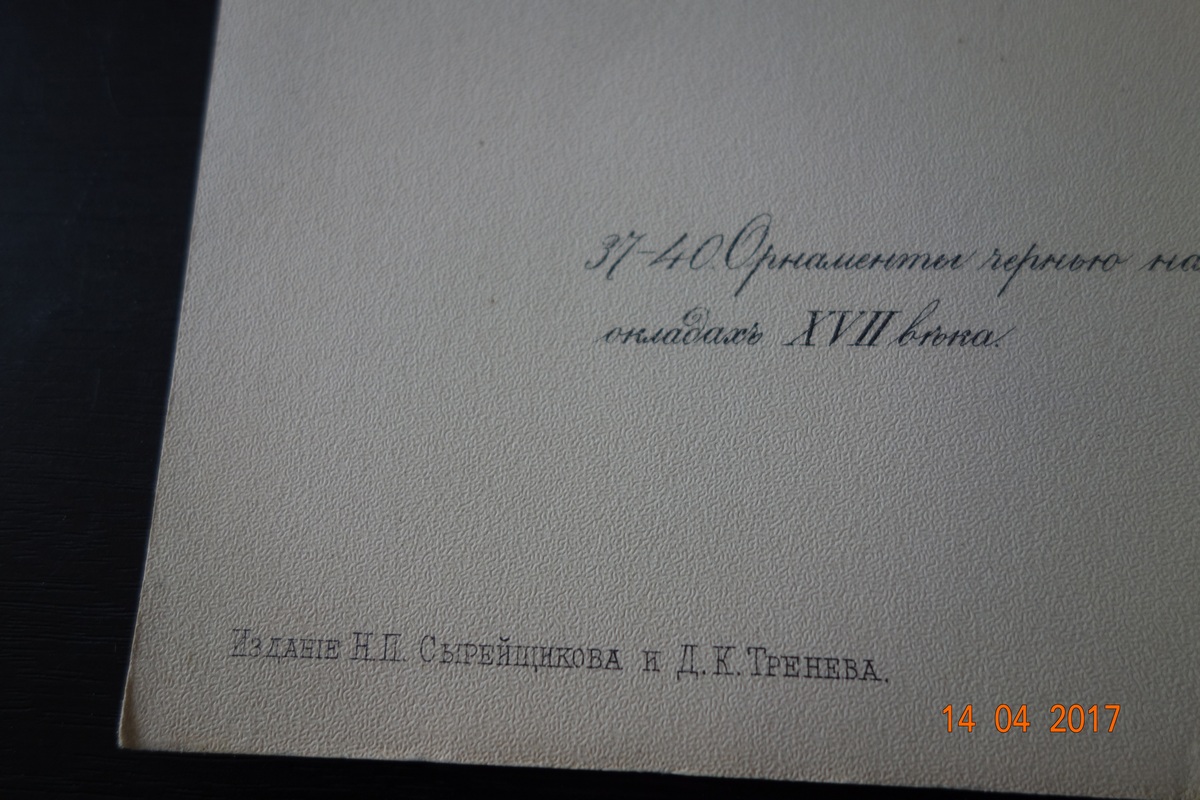 37-40. Орнаменты чернью на
окладахъ XVII вѣка.
Изданіе Н.П. Сырейщикова и Д.К. Тренева.
14 04 2017